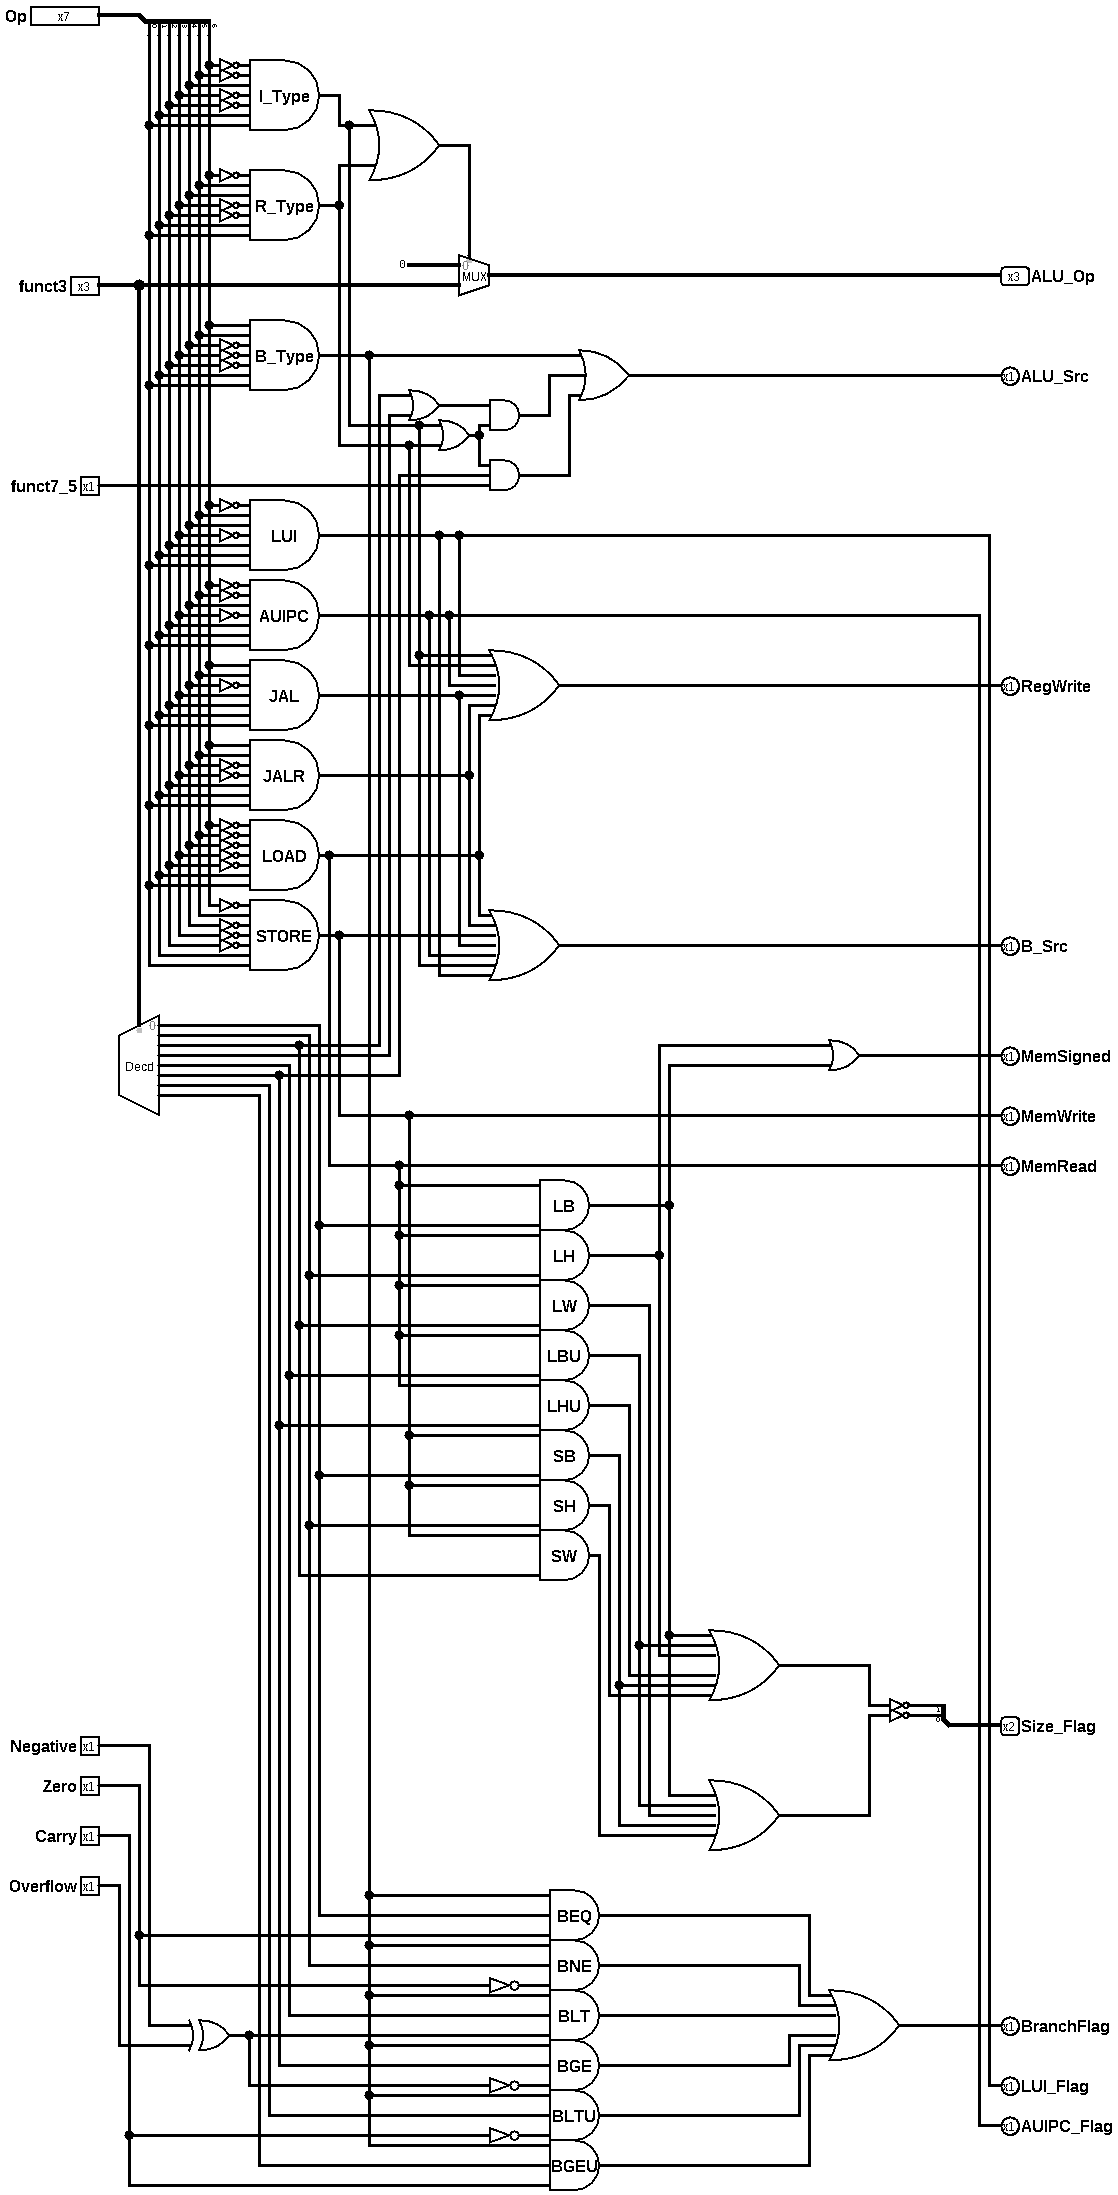 Op x7
I_Type
R_Type
0
0
MUX
funct3 x3
x3 ALU_Op
B_Type
x1 ALU_Src
funct7_5 x1
LUI
AUIPC
x1 RegWrite
JAL
JALR
LOAD
STORE
x1 B_Src
0
Decd
x1 MemSigned
x1 MemWrite
x1 MemRead
LB
LH
LW
LBU
LHU
SB
SH
SW
x2 Size_Flag
Negative x1
Zero x1
Carry x1
Overflow x1
BEQ
BNE
BLT
x1 BranchFlag
BGE
x1 LUI_Flag
BLTU
x1 AUIPC_Flag
BGEU